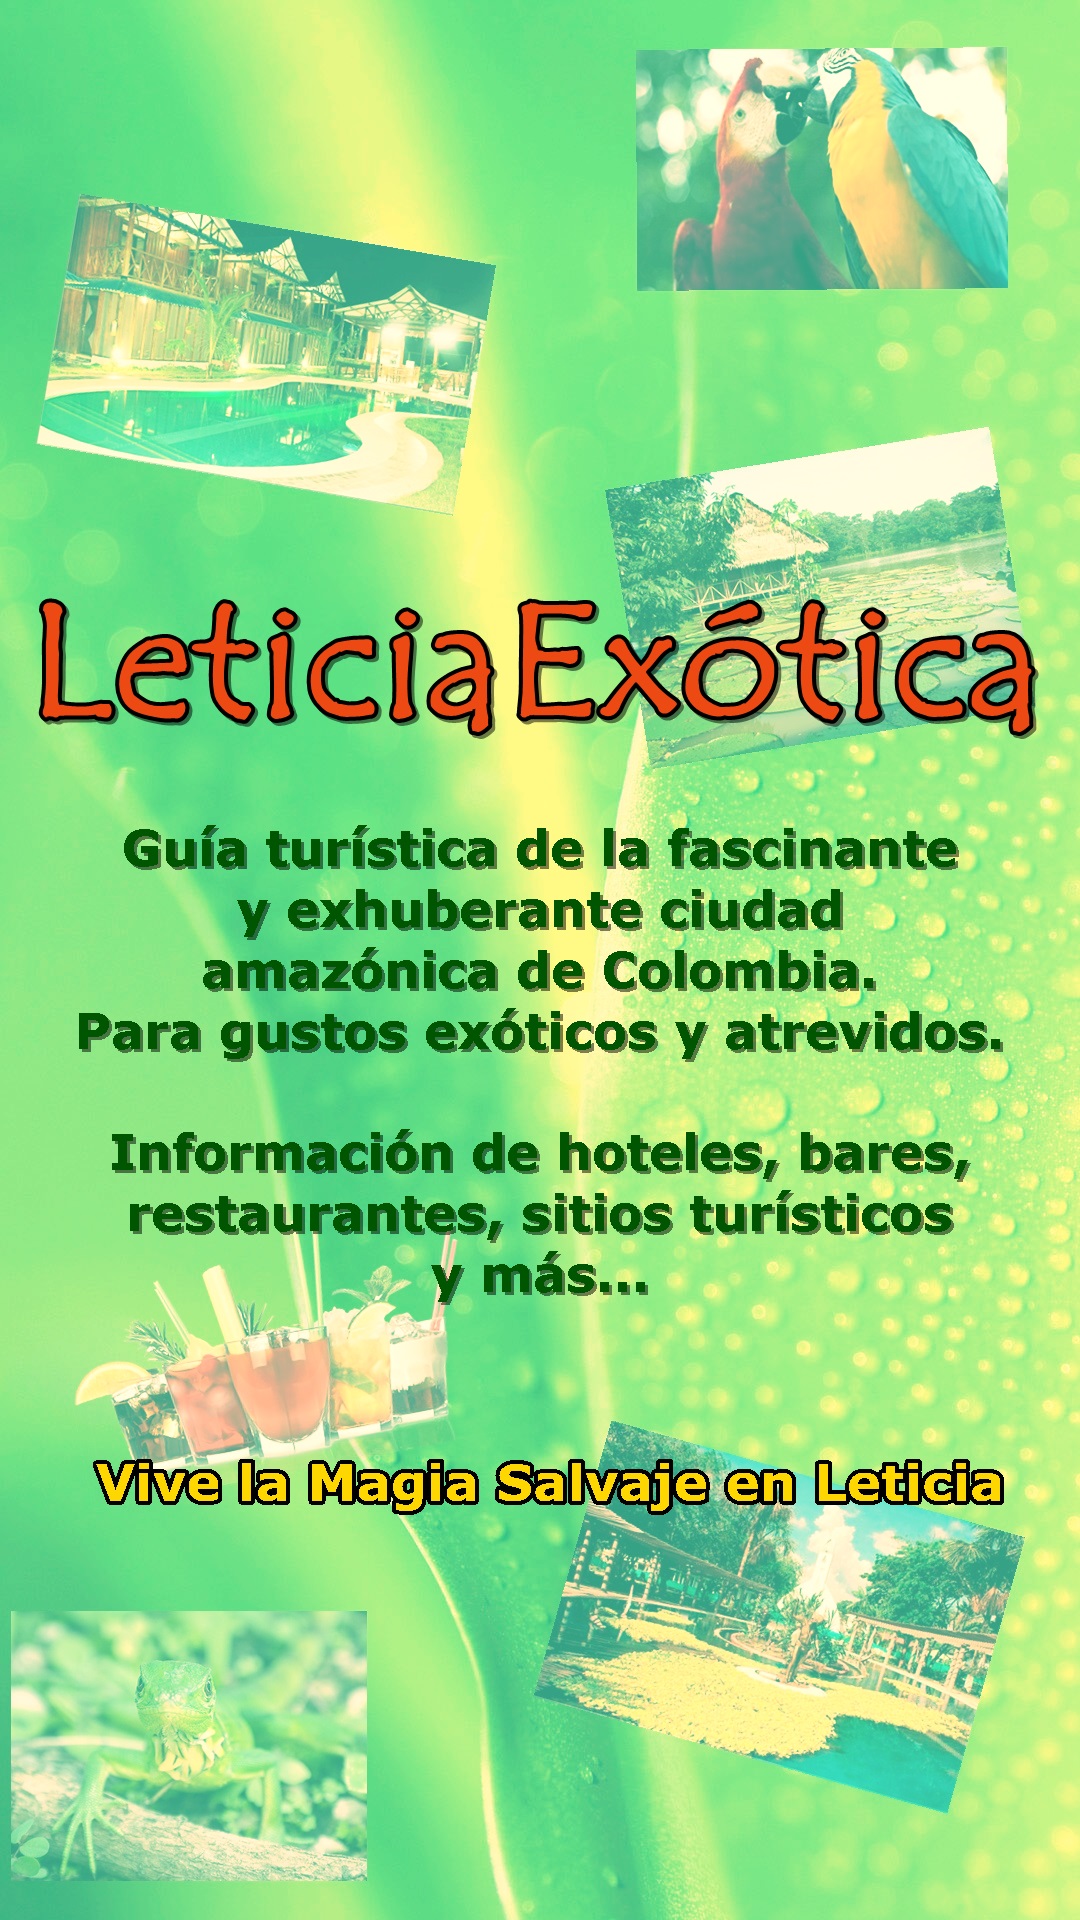 Leticia Exótica
Guía turística de la fascinante
y exhuberante ciudad
amazónica de Colombia.
Para gustos exóticos y atrevidos.
Información de hoteles, bares,
restaurantes, sitios turísticos
y más...
Vive la Magia Salvaje en Leticia